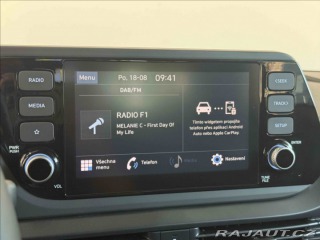 RADIO
MEDIA
PWR
PUSH
VOL
Menu
Po. 18-08
09:41
DAB/FM
RADIO F1
MELANIE C - First Day Of
My Life
Tímto widgetem propojíte
telefon přes aplikaci Android
Auto nebo Apple CarPlay.
Všechna
menu
Telefon
Nastavení
SEEK
TRACK
SETUP
ENTER
TUNE
FILE
RAJAUT.CZ